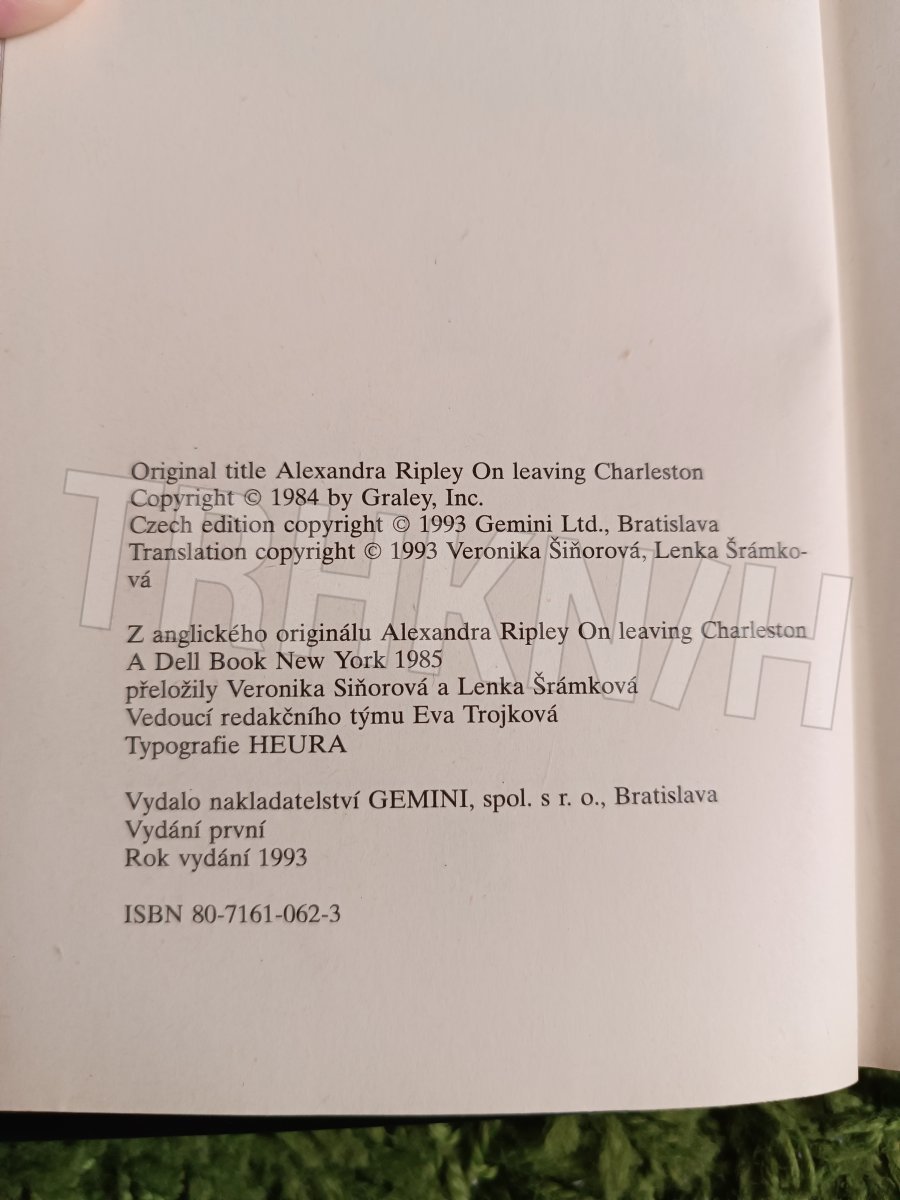 Original title Alexandra Ripley On leaving Charleston
Copyright © 1984 by Graley, Inc.
Czech edition copyright © 1993 Gemini Ltd., Bratislava
Translation copyright © 1993 Veronika Šiňorová, Lenka Šrámko-
vá
Z anglického originálu Alexandra Ripley On leaving Charleston
A Dell Book New York 1985
přeložily Veronika Siňorová a Lenka Šrámková
Vedoucí redakčního týmu Eva Trojková
Typografie HEURA
Vydalo nakladatelství GEMINI, spol. s r. o., Bratislava
Vydání první
Rok vydání 1993
ISBN 80-7161-062-3
TRHKN/H